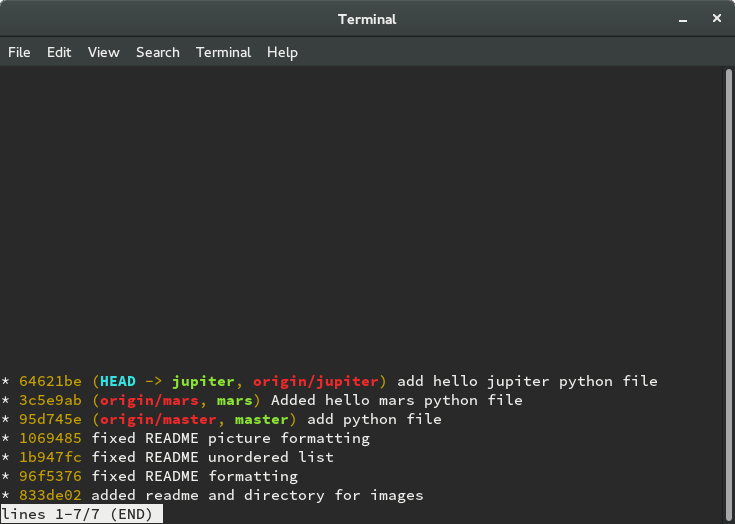 Terminal
File Edit View Search Terminal Help
* 64621be (HEAD -> jupiter, origin/jupiter) add hello jupiter python file
* 3c5e9ab (origin/mars, mars) Added hello mars python file
* 95d745e (origin/master, master) add python file
* 1069485 fixed README picture formatting
* 1b947fc fixed README unordered list
* 96f5376 fixed README formatting
* 833de02 added readme and directory for images
lines 1-7/7 (END)